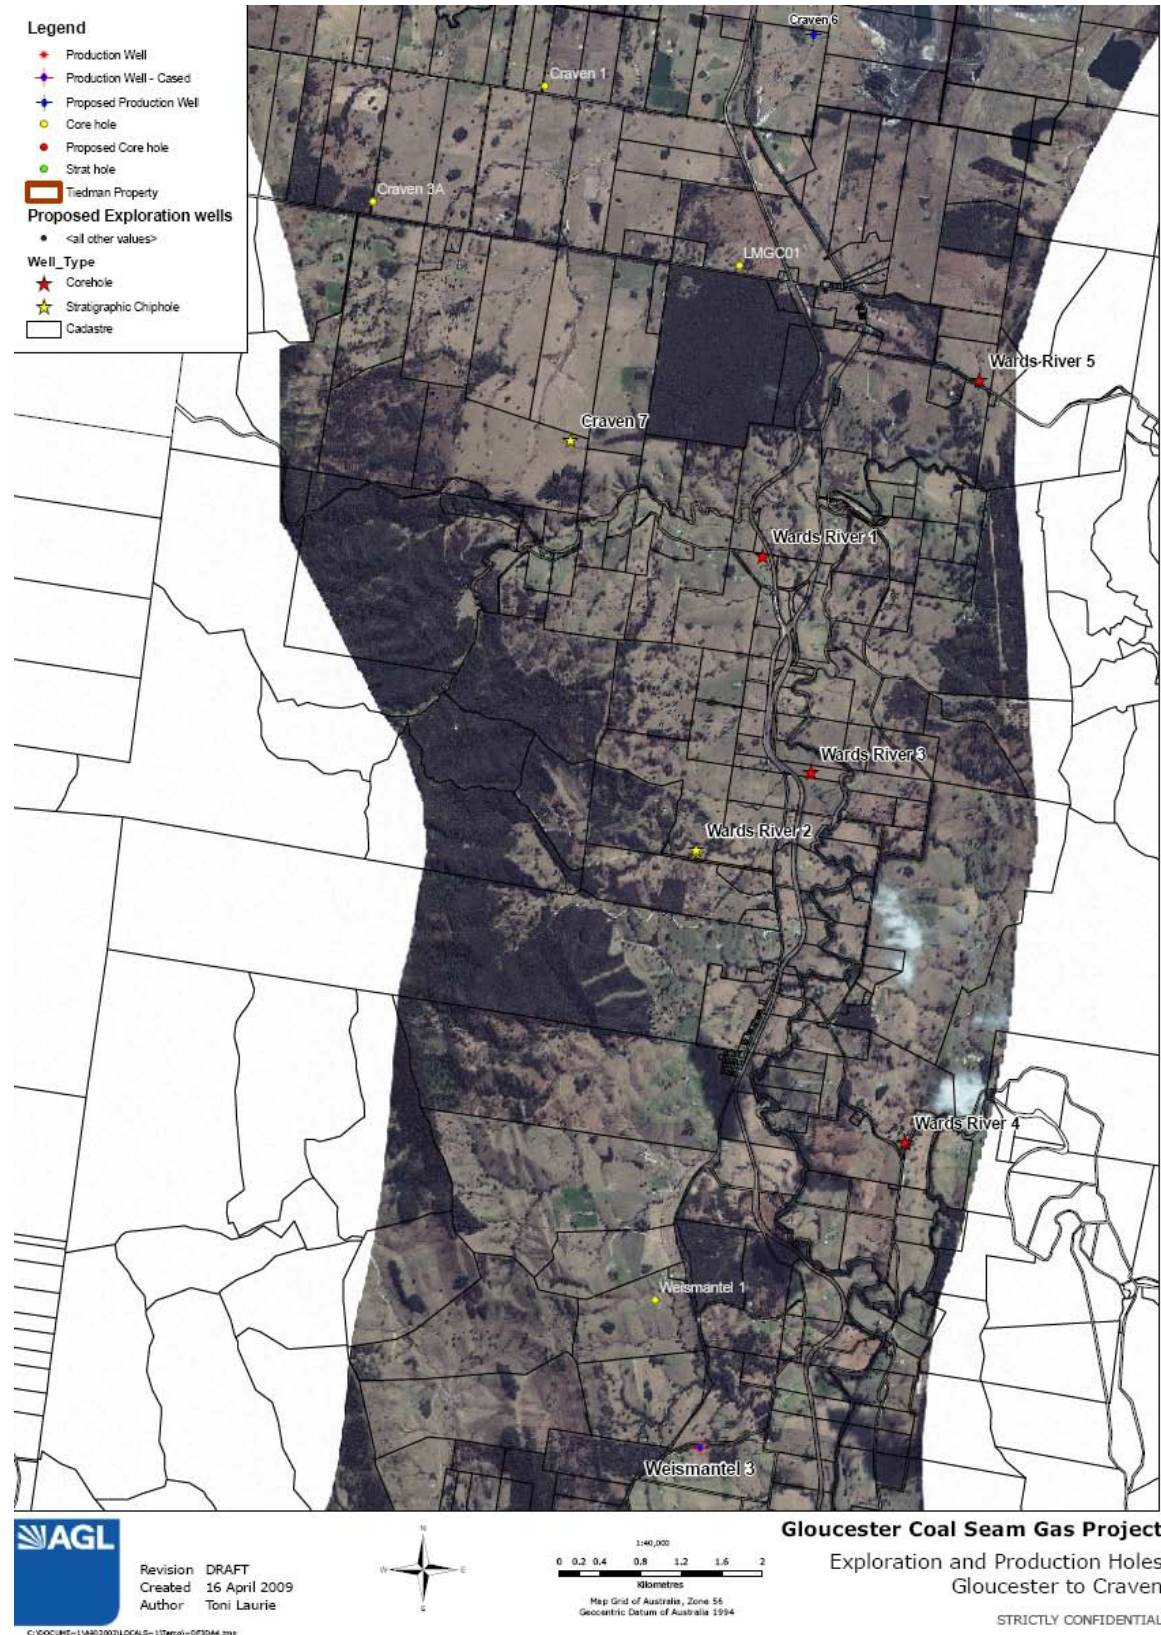 Legend
Production Well
Production Well - Cased
Proposed Production Well
Core hole
Proposed Core hole
Strat hole
Tiedman Property
Proposed Exploration wells
<all other values>
Well_Type
Corehole
Stratigraphic Chiphole
Cadastre
Craven 6
Craven 1
Craven 3A
LMGC01
Wards River 5
Craven 7
Wards River 1
Wards River 3
Wards River 2
Wards River 4
Weismantel 1
Weismantel 3
AGL
Revision DRAFT
Created 16 April 2009
Author Toni Laurie
N
W E
S
1:40,000
0 0.2 0.4 0.8 1.2 1.6 2
Kilometres
Map Grid of Australia, Zone 56
Geocentric Datum of Australia 1994
Gloucester Coal Seam Gas Project
Exploration and Production Holes
Gloucester to Craven
STRICTLY CONFIDENTIAL